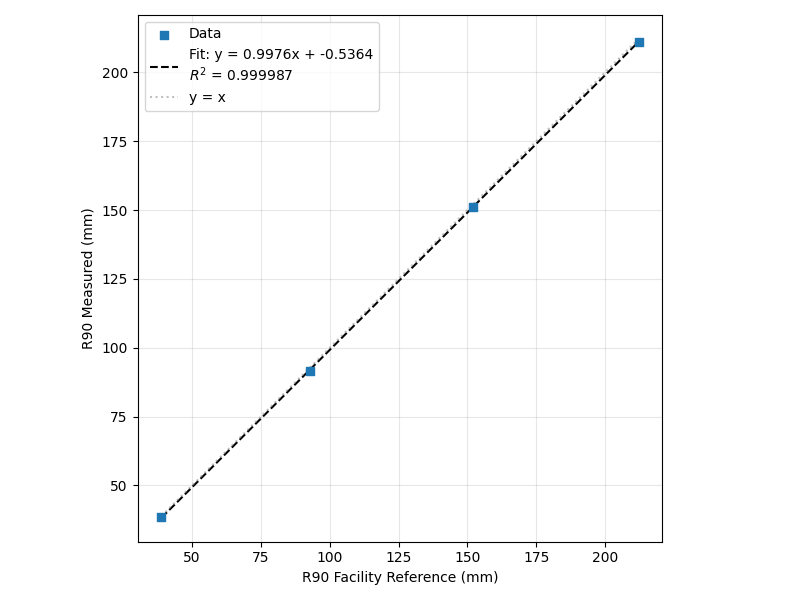 Data
Fit: y = 0.9976x + -0.5364
R² = 0.999987
y = x
200
175
150
125
100
75
50
R90 Measured (mm)
50 75 100 125 150 175 200
R90 Facility Reference (mm)